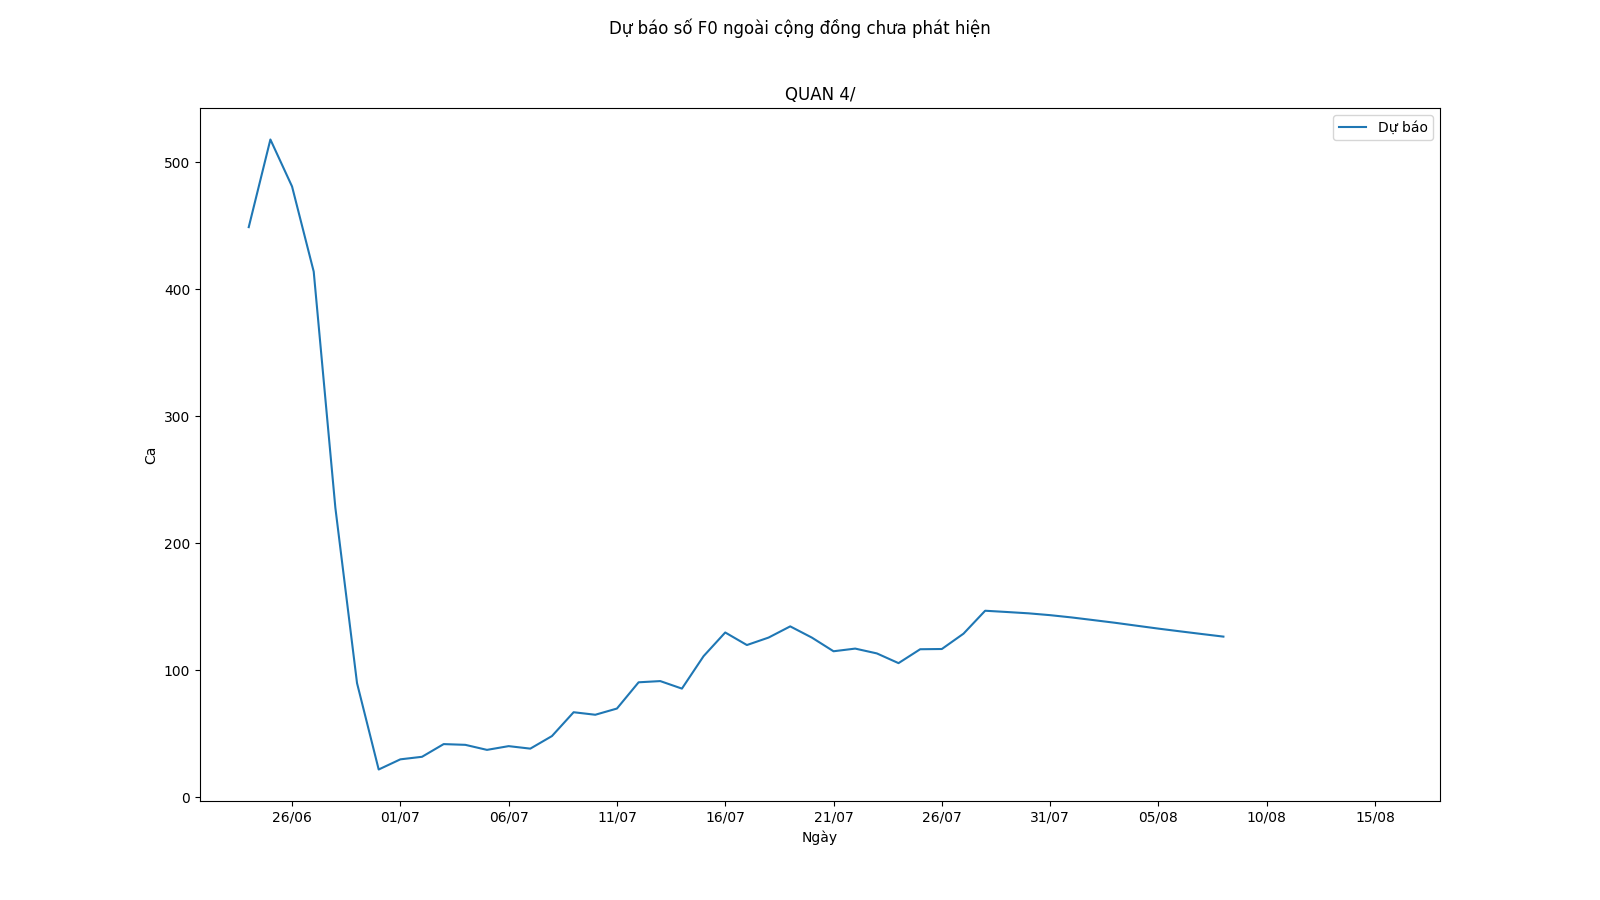 Dự báo số F0 ngoài cộng đồng chưa phát hiện
QUAN 4/
Dự báo
500
400
300
200
100
0
Ca
26/06 01/07 06/07 11/07 16/07 21/07 26/07 31/07 05/08 10/08 15/08
Ngày